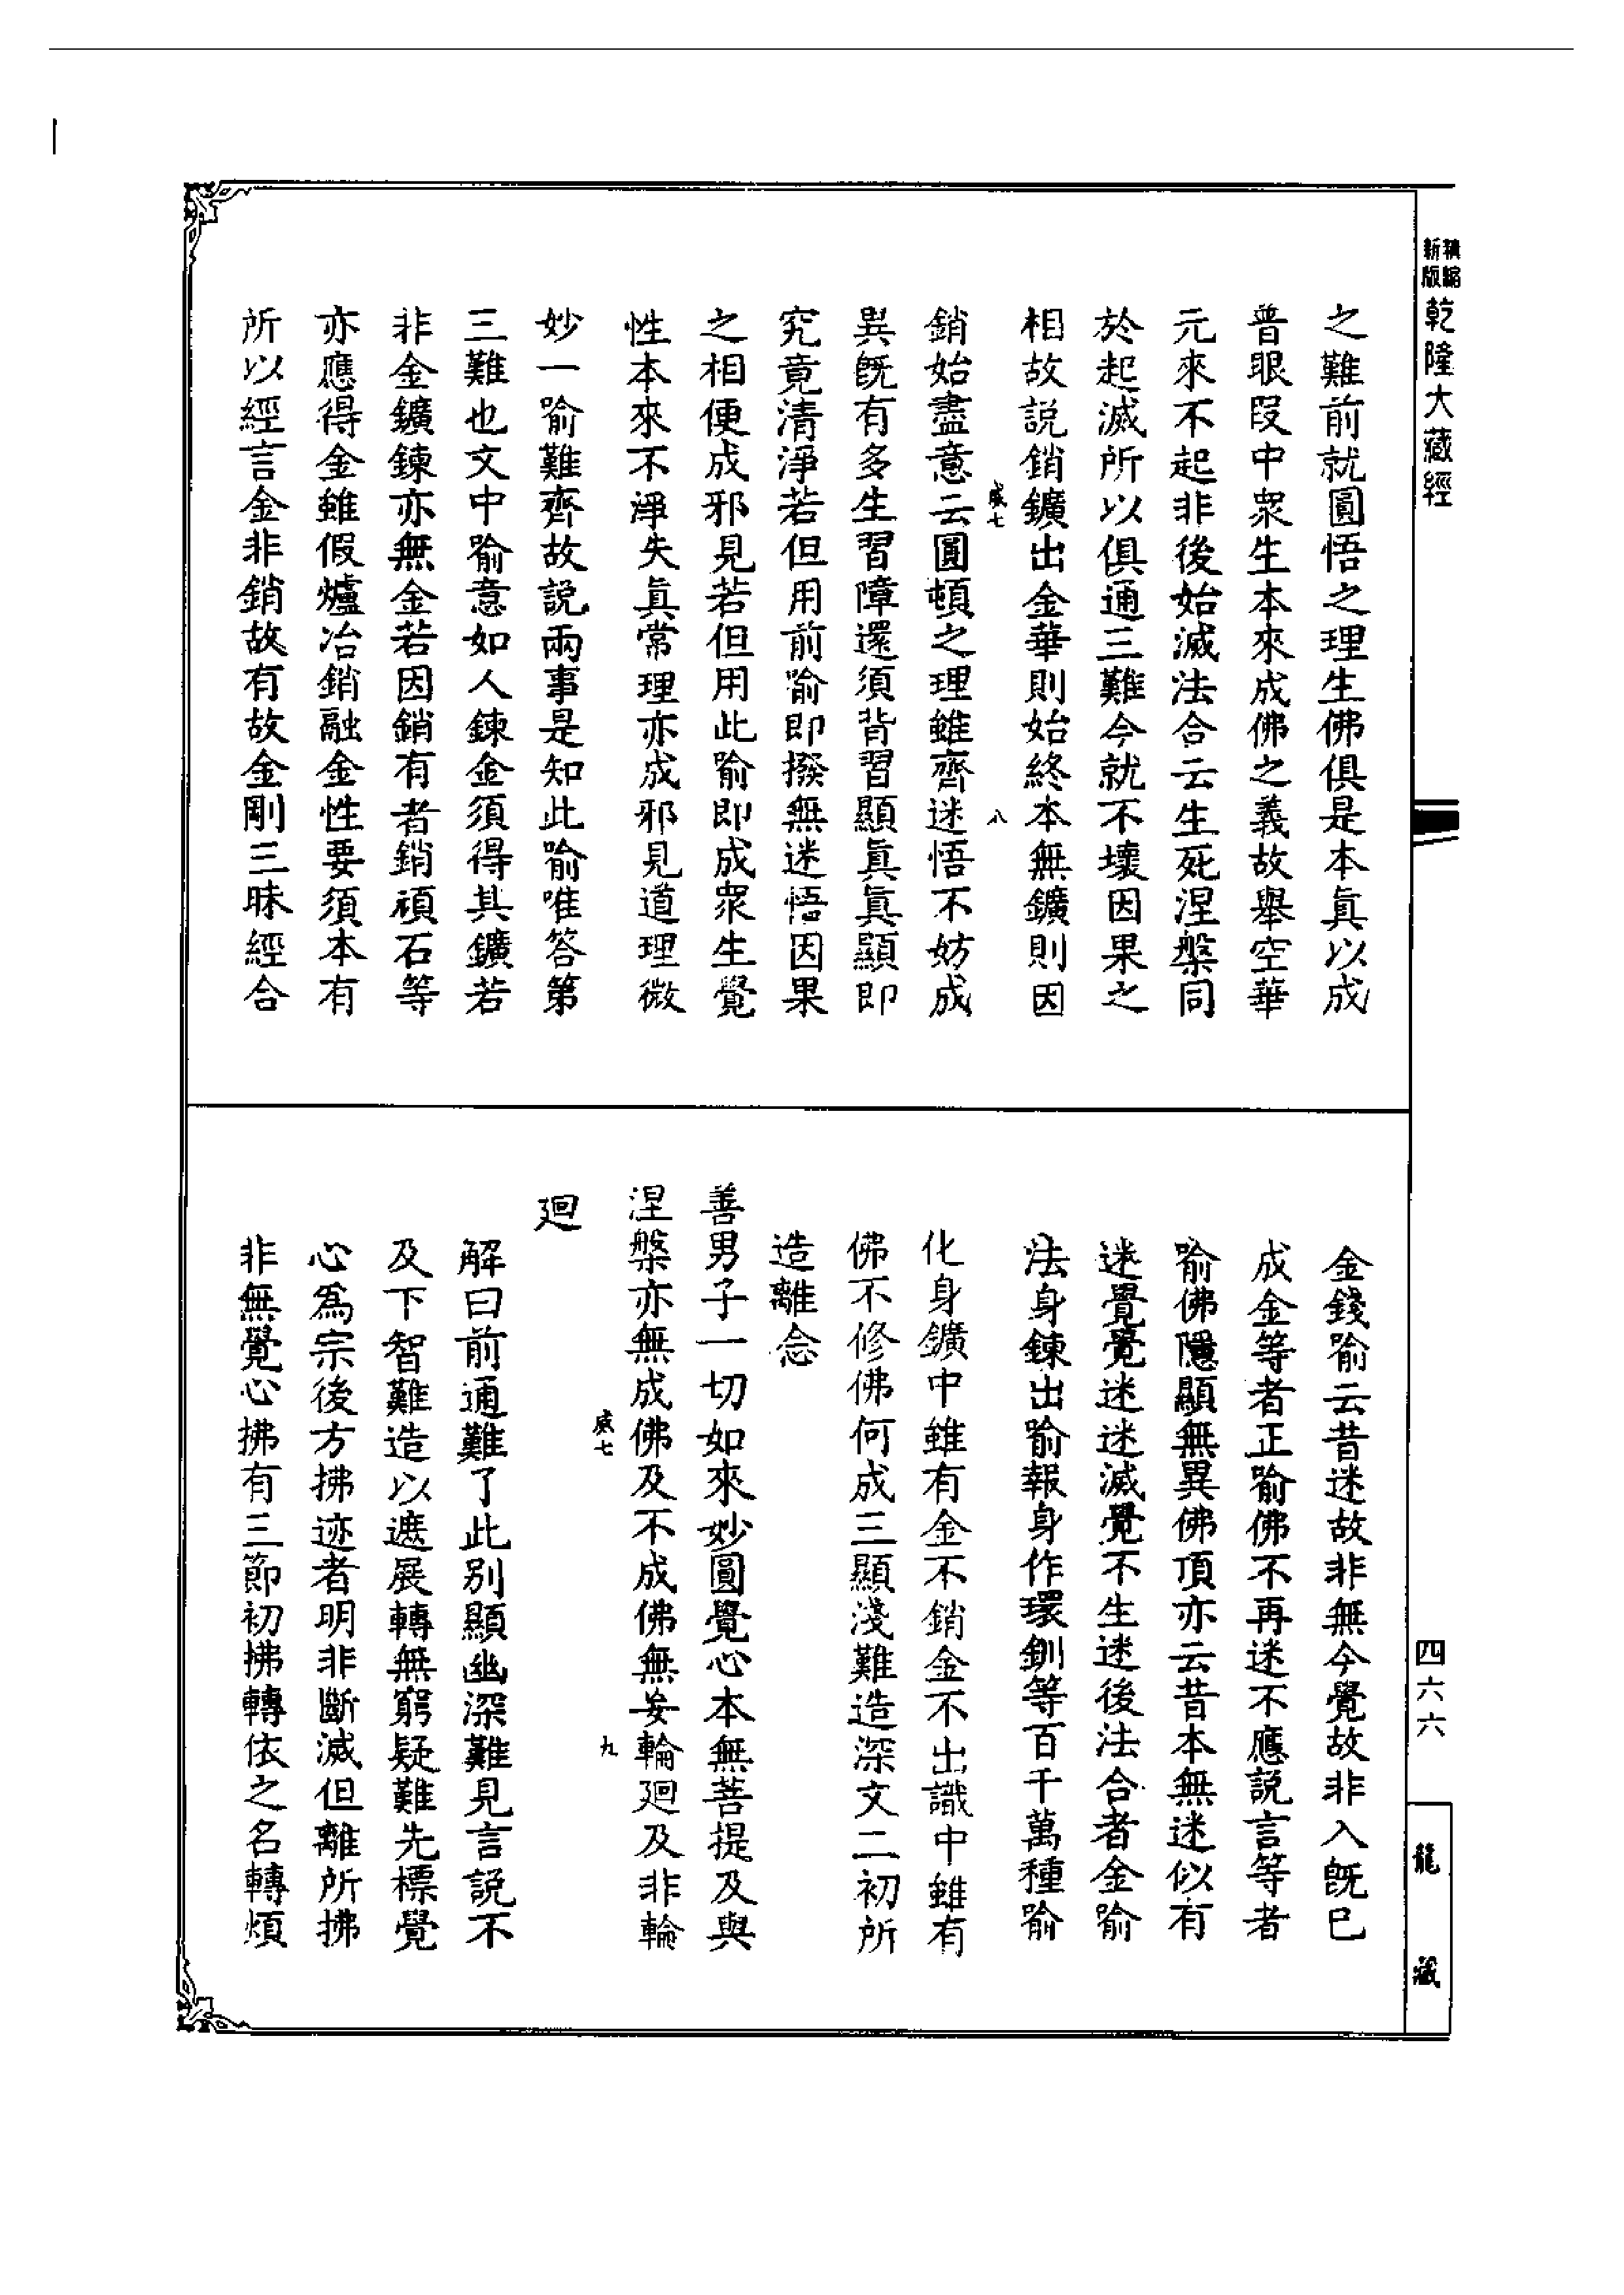 新版精縮
乾隆大藏經
之難前就圓悟之理生佛俱是本眞以成
普眼段中衆生本來成佛之義故舉空華
元來不起非後始滅法合云生死涅槃同
於起滅所以俱通三難今就不壞因果之
相故説銷鑛出金華則始終本無鑛則因
咸七 八
銷始盡意云圓頓之理雖齊迷悟不妨成
異旣有多生習障還須背習顯眞眞顯即
究竟清淨若但用前喻即撥無迷悟因果
之相便成邪見若但用此喻即成衆生覺
性本來不淨失眞常理亦成邪見道理微
妙一喻難齊故説兩事是知此喻唯答第
三難也文中喻意如人鍊金須得其鑛若
非金鑛鍊亦無金若因銷有者銷頑石等
亦應得金雖假爐冶銷融金性要須本有
所以經言金非銷故有故金剛三昧經合
金錢喻云昔迷故非無今覺故非入旣巳
成金等者正喻佛不再迷不應説言等者
喻佛隱顯無異佛頂亦云昔本無迷似有
迷覺覺迷迷滅覺不生迷後法合者金喻
法身鍊出喻報身作環釧等百千萬種喻
化身鑛中雖有金不銷金不出識中雖有
佛不修佛何成三顯淺難造深文二初所
造離念
善男子一切如來妙圓覺心本無菩提及與
涅槃亦無成佛及不成佛無妄輪廻及非輪
咸七 九
廻
解曰前通難了此別顯幽深難見言説不
及下智難造以遮展轉無窮疑難先標覺
心爲宗後方拂迹者明非斷滅但離所拂
非無覺心拂有三節初拂轉依之名轉煩
四六六
龍藏